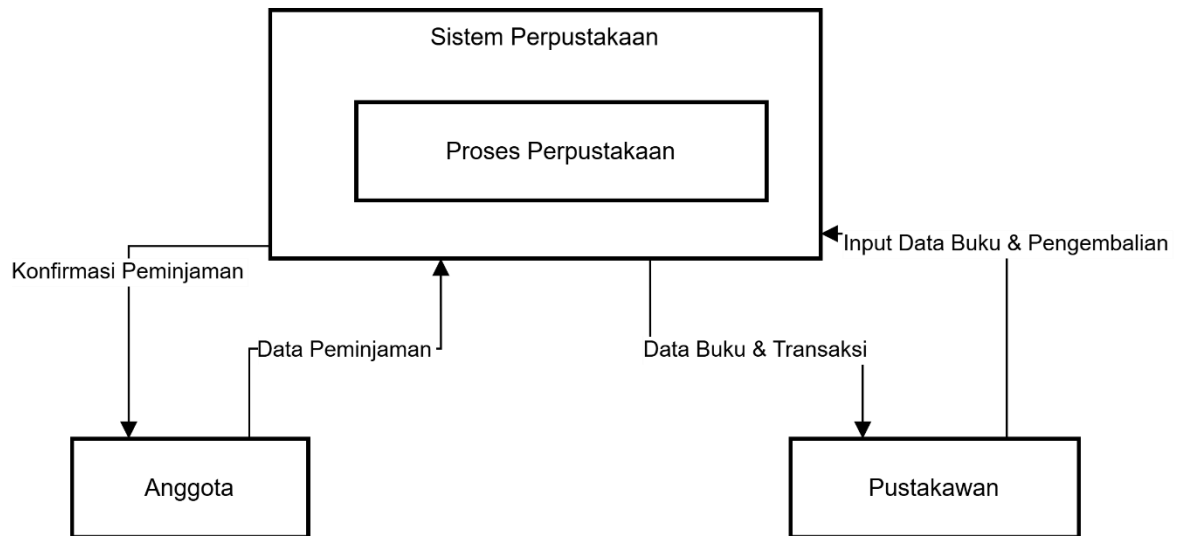 Sistem Perpustakaan
Proses Perpustakaan
Input Data Buku & Pengembalian
Konfirmasi Peminjaman
Data Peminjaman
Data Buku & Transaksi
Anggota
Pustakawan